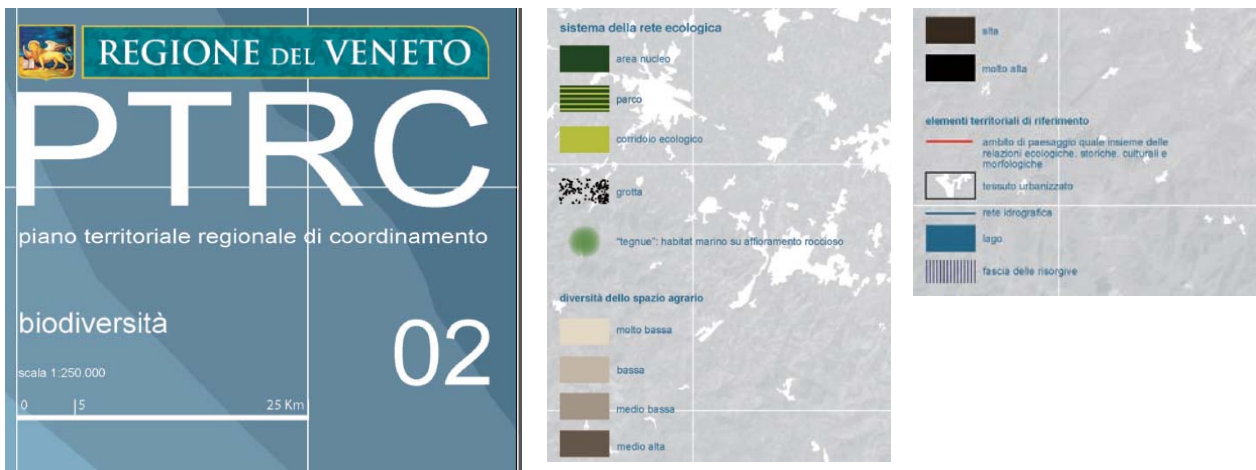 REGIONE DEL VENETO
PTRC
piano territoriale regionale di coordinamento
biodiversità
02
scala 1:250.000
0 5 25 Km
sistema della rete ecologica
area nucleo
parco
corridoio ecologico
grotta
"tegnue": habitat marino su affioramento roccioso
diversità dello spazio agrario
molto bassa
bassa
medio bassa
medio alta
alta
molto alta
elementi territoriali di riferimento
ambito di paesaggio quale insieme delle
relazioni ecologiche, storiche, culturali e
morfologiche
tessuto urbanizzato
rete idrografica
lago
fascia delle risorgive